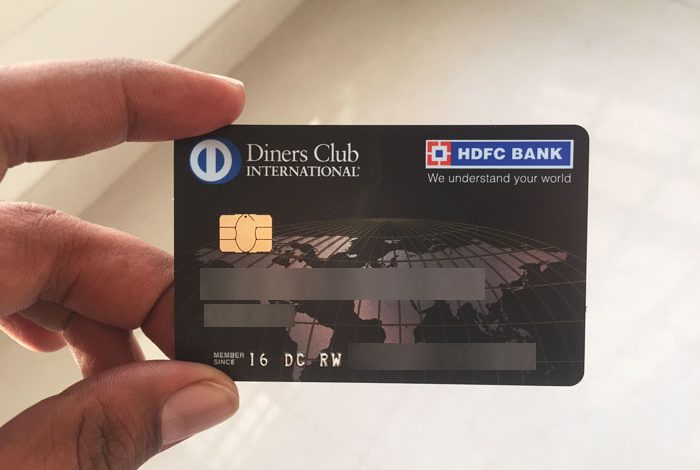 Diners Club
INTERNATIONAL®
HDFC BANK
We understand your world
MEMBER
SINCE
16 DC RW